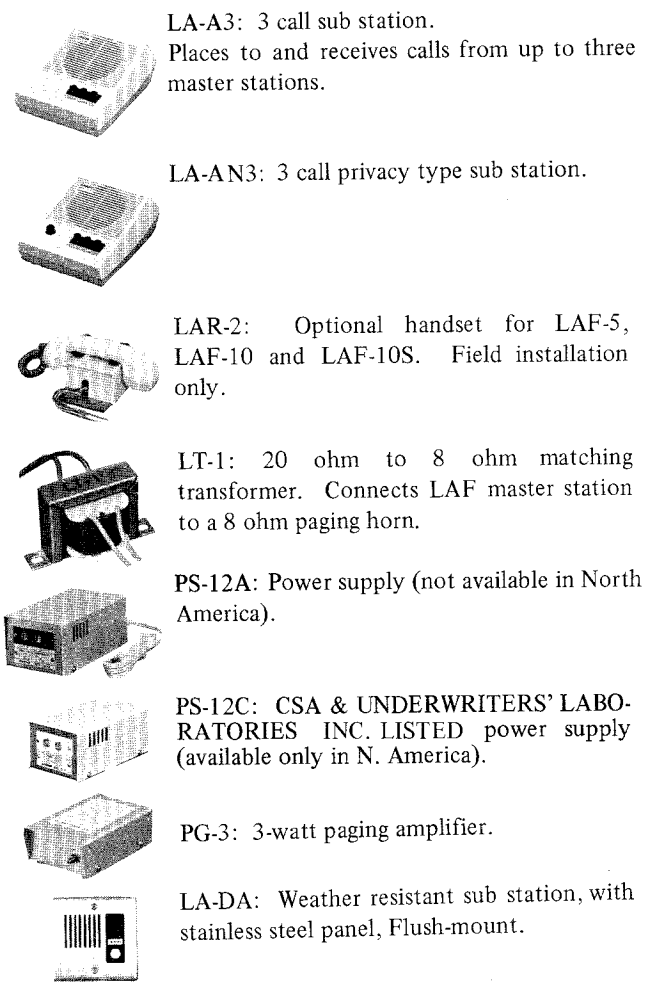 LA-A3: 3 call sub station.
Places to and receives calls from up to three
master stations.
LA-AN3: 3 call privacy type sub station.
LAR-2: Optional handset for LAF-5,
LAF-10 and LAF-10S. Field installation
only.
LT-1: 20 ohm to 8 ohm matching
transformer. Connects LAF master station
to a 8 ohm paging horn.
PS-12A: Power supply (not available in North
America).
PS-12C: CSA & UNDERWRITERS' LABO-
RATORIES INC. LISTED power supply
(available only in N. America).
PG-3: 3-watt paging amplifier.
LA-DA: Weather resistant sub station, with
stainless steel panel, Flush-mount.